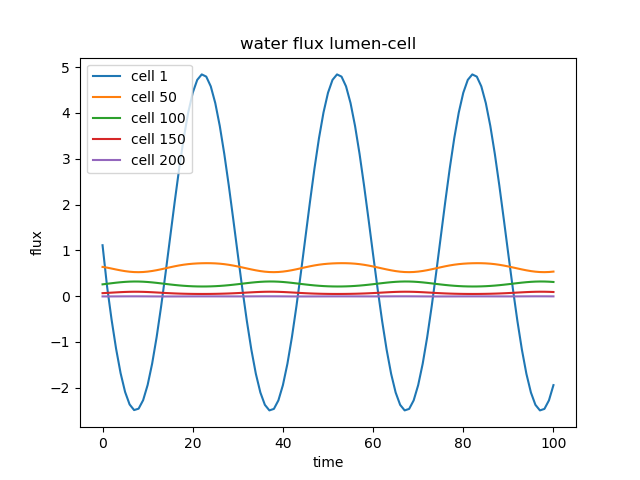 water flux lumen-cell
cell 1
cell 50
cell 100
cell 150
cell 200
flux
5
4
3
2
1
0
−1
−2
0 20 40 60 80 100
time